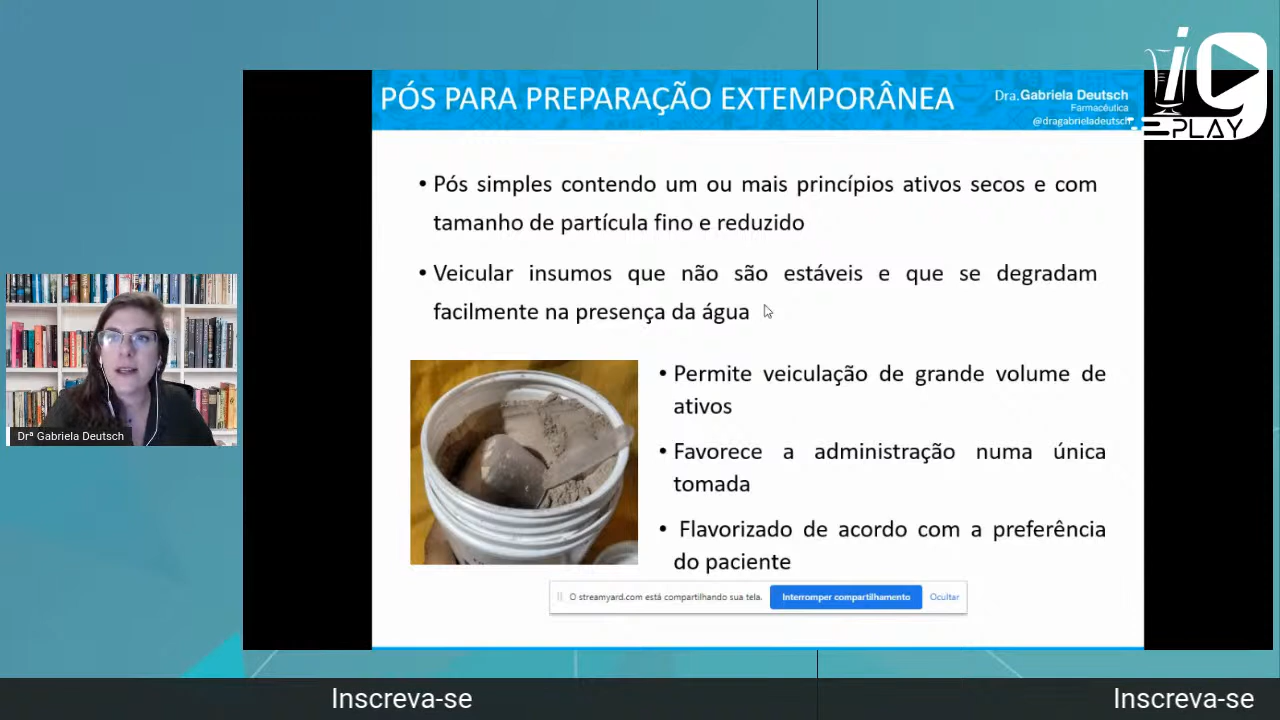 PÓS PARA PREPARAÇÃO EXTEMPORÂNEA
Dra.Gabriela Deutsch
Farmacêutica
@dragabrieladeutsch
iG
PLAY
• Pós simples contendo um ou mais princípios ativos secos e com
tamanho de partícula fino e reduzido
• Veicular insumos que não são estáveis e que se degradam
facilmente na presença da água
• Permite veiculação de grande volume de
ativos
• Favorece a administração numa única
tomada
• Flavorizado de acordo com a preferência
do paciente
Drª Gabriela Deutsch
O streamyard.com está compartilhando sua tela.
Interromper compartilhamento
Ocultar
Inscreva-se
Inscreva-se